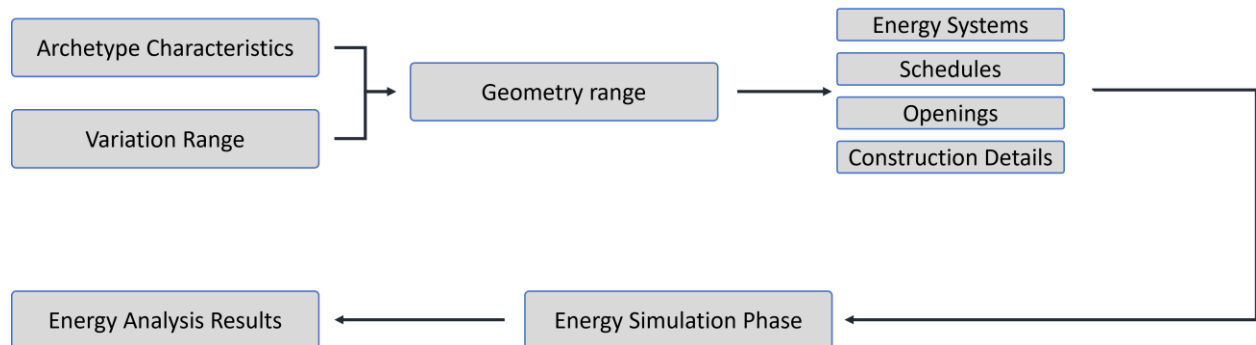 Archetype Characteristics
Variation Range
Geometry range
Energy Systems
Schedules
Openings
Construction Details
Energy Simulation Phase
Energy Analysis Results